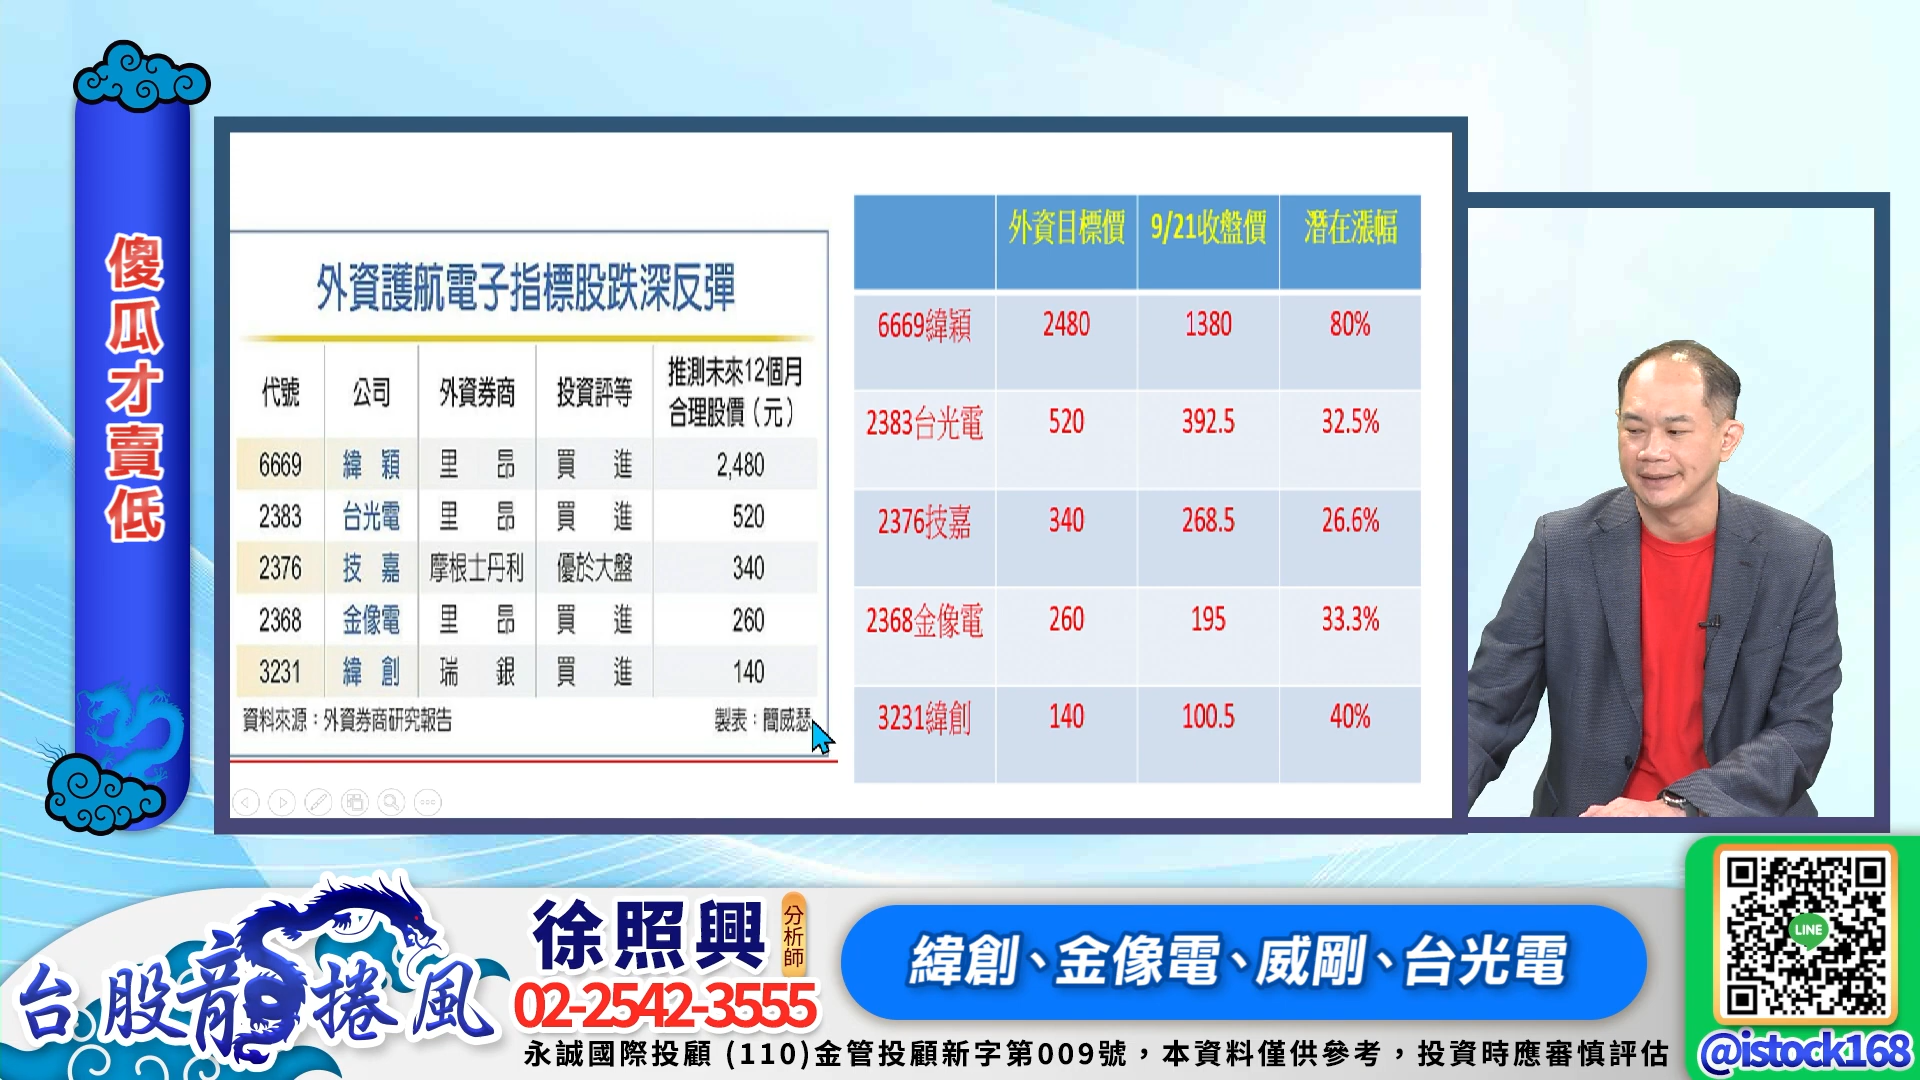 傻瓜才賣低
外資護航電子指標股跌深反彈
代號 公司 外資券商 投資評等 推測未來12個月合理股價（元）
6669 緯穎 里昂 買進 2,480
2383 台光電 里昂 買進 520
2376 技嘉 摩根士丹利 優於大盤 340
2368 金像電 里昂 買進 260
3231 緯創 瑞銀 買進 140
資料來源：外資券商研究報告 製表：簡威瑟
外資目標價 9/21收盤價 潛在漲幅
6669緯穎 2480 1380 80%
2383台光電 520 392.5 32.5%
2376技嘉 340 268.5 26.6%
2368金像電 260 195 33.3%
3231緯創 140 100.5 40%
台股龍捲風
徐照興 分析師
02-2542-3555
緯創、金像電、威剛、台光電
永誠國際投顧 (110)金管投顧新字第009號，本資料僅供參考，投資時應審慎評估
LINE
@istock168